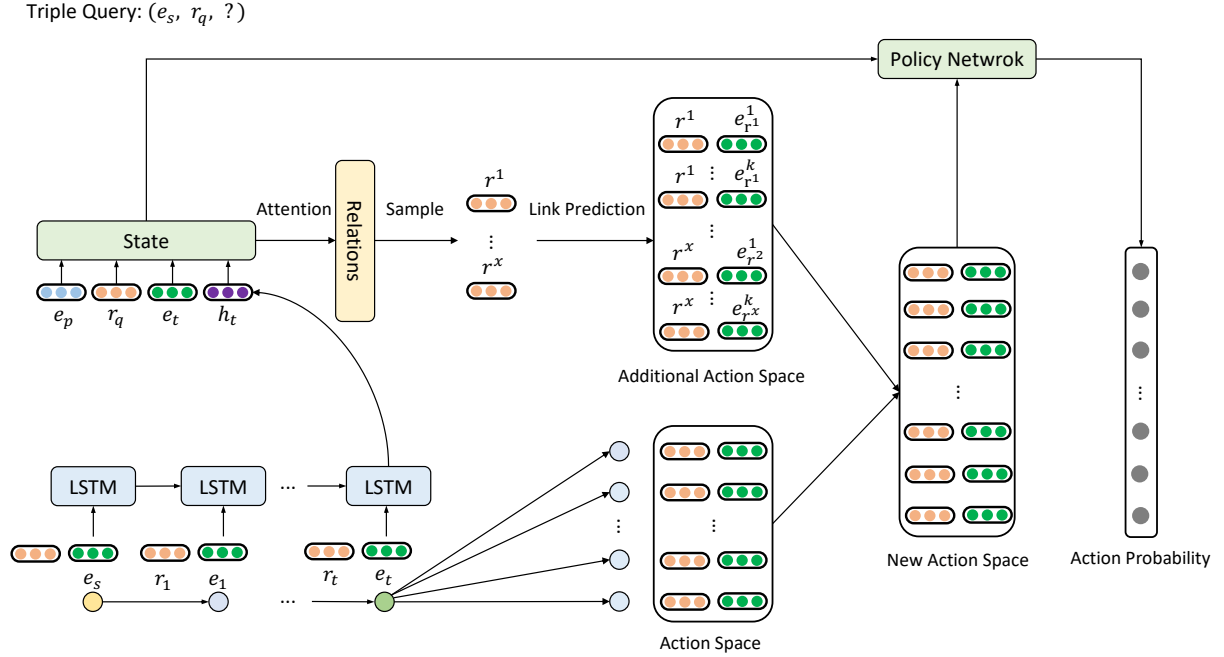 Triple Query: (e_s, r_q, ?)
Policy Netwrok
r^1 e_{r^1}^1
⋮
r^1 e_{r^1}^k
⋮
r^x e_{r^2}^1
⋮
r^x e_{r^x}^k
Additional Action Space
State
Attention
Relations
Sample
r^1
⋮
r^x
Link Prediction
e_p r_q e_t h_t
LSTM LSTM ... LSTM
e_s r_1 e_1 r_t e_t
...
⋮
⋮
Action Space
⋮
New Action Space
⋮
Action Probability